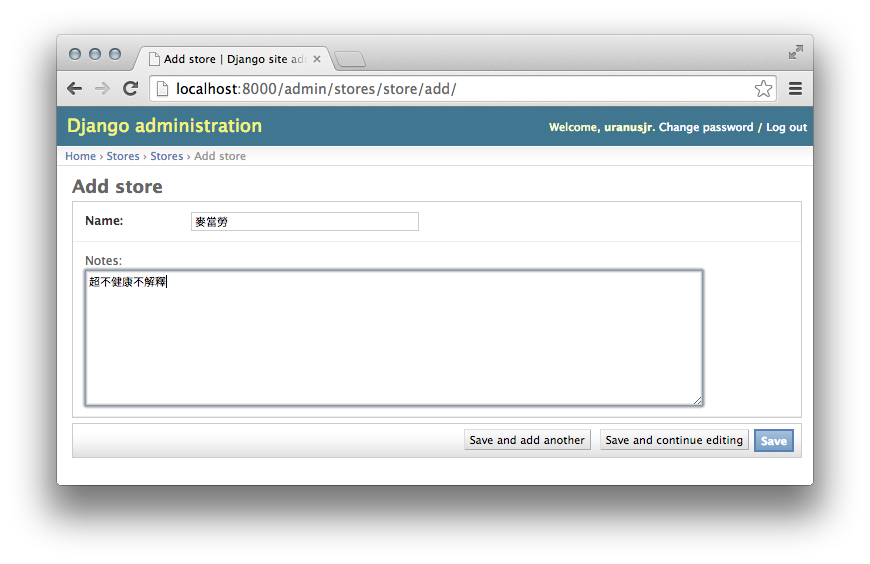 Add store | Django site ad
localhost:8000/admin/stores/store/add/
Django administration
Welcome, uranusjr. Change password / Log out
Home › Stores › Stores › Add store
Add store
Name: 麥當勞
Notes:
超不健康不解釋
Save and add another Save and continue editing Save